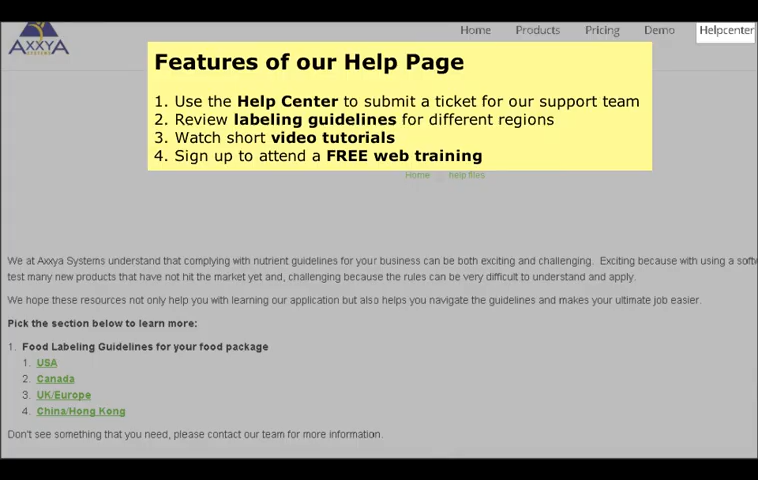 AXXYA
SYSTEMS
Home Products Pricing Demo Helpcenter
Features of our Help Page
1. Use the Help Center to submit a ticket for our support team
2. Review labeling guidelines for different regions
3. Watch short video tutorials
4. Sign up to attend a FREE web training
Home help files
We at Axxya Systems understand that complying with nutrient guidelines for your business can be both exciting and challenging. Exciting because with using a softw
test many new products that have not hit the market yet and, challenging because the rules can be very difficult to understand and apply.
We hope these resources not only help you with learning our application but also helps you navigate the guidelines and makes your ultimate job easier.
Pick the section below to learn more:
1. Food Labeling Guidelines for your food package
1. USA
2. Canada
3. UK/Europe
4. China/Hong Kong
Don't see something that you need, please contact our team for more information.